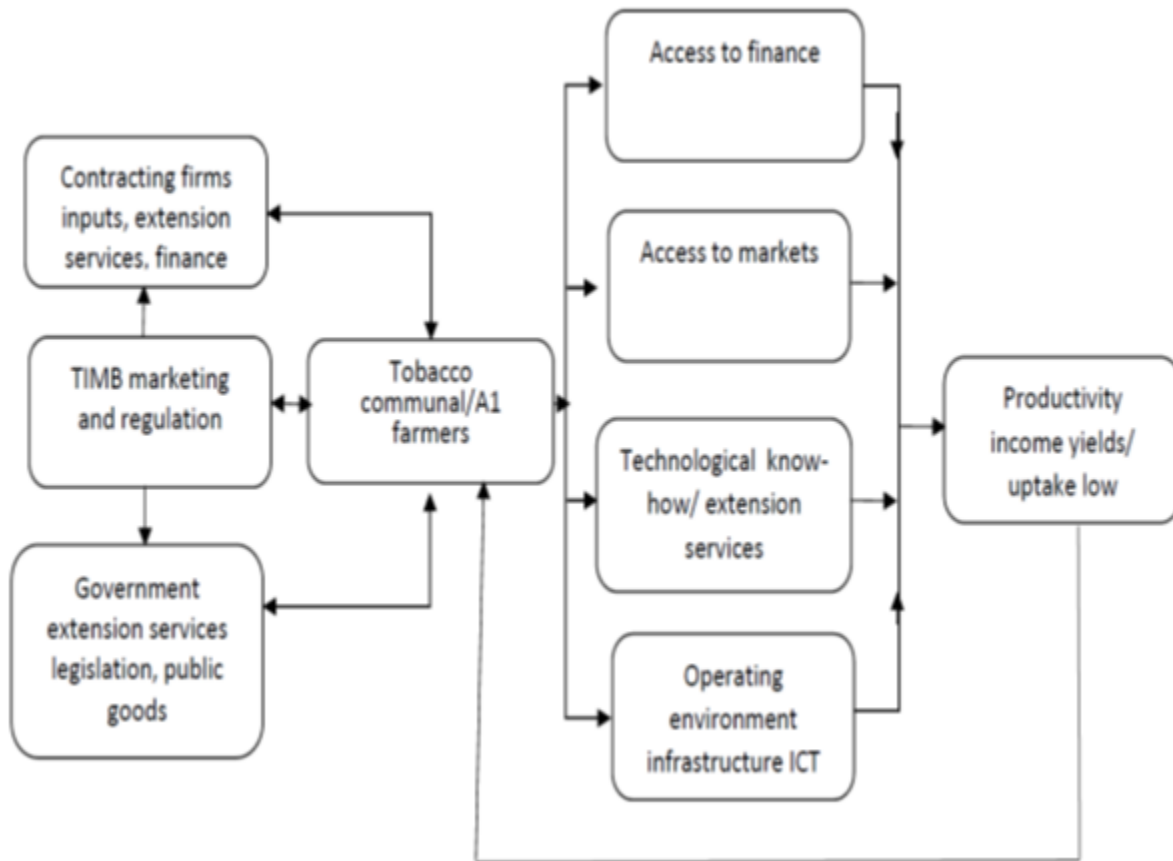 Contracting firms
inputs, extension
services, finance
TIMB marketing
and regulation
Government
extension services
legislation, public
goods
Tobacco
communal/A1
farmers
Access to finance
Access to markets
Technological know-
how/ extension
services
Operating
environment
infrastructure ICT
Productivity
income yields/
uptake low